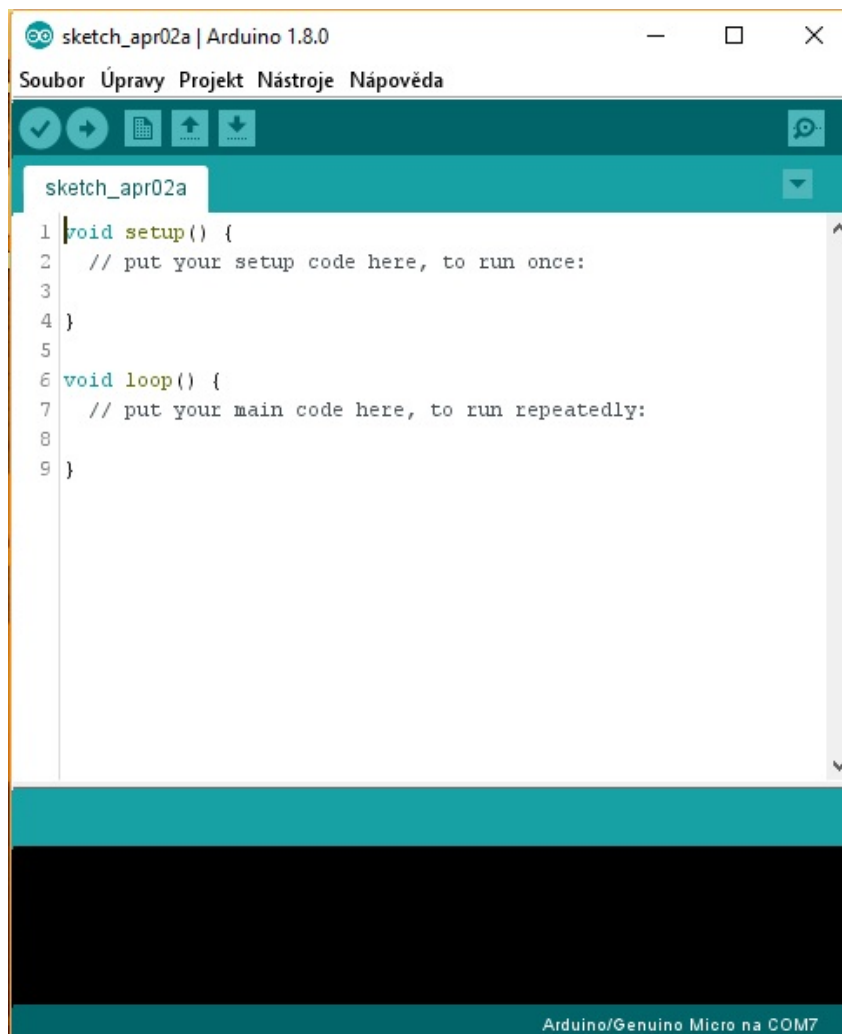 sketch_apr02a | Arduino 1.8.0
Soubor Úpravy Projekt Nástroje Nápověda
sketch_apr02a
1 void setup() {
2   // put your setup code here, to run once:
3
4 }
5
6 void loop() {
7   // put your main code here, to run repeatedly:
8
9 }
Arduino/Genuino Micro na COM7